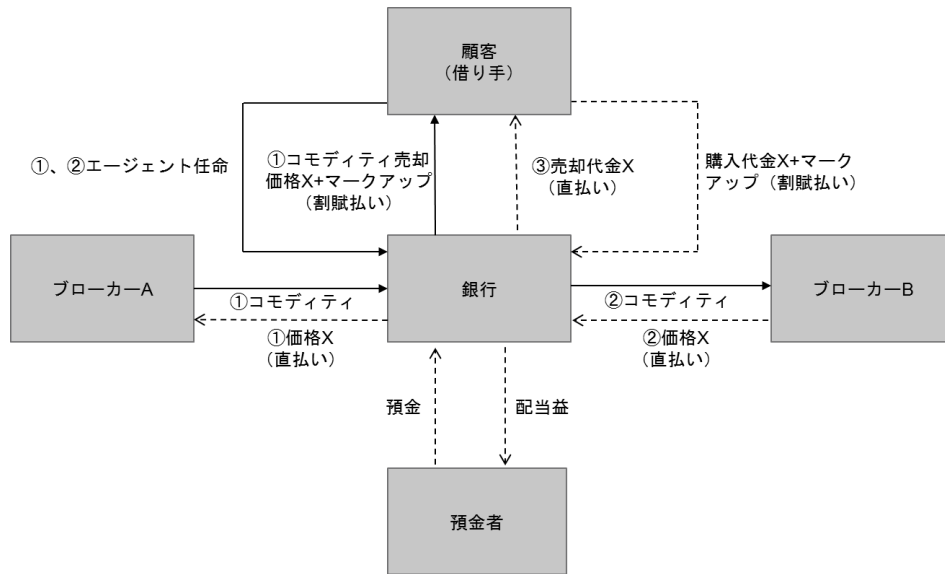 顧客
（借り手）
①、②エージェント任命
①コモディティ売却
価格X+マークアップ
（割賦払い）
③売却代金X
（直払い）
購入代金X+マーク
アップ（割賦払い）
ブローカーA
銀行
ブローカーB
①コモディティ
①価格X
（直払い）
②コモディティ
②価格X
（直払い）
預金
配当益
預金者